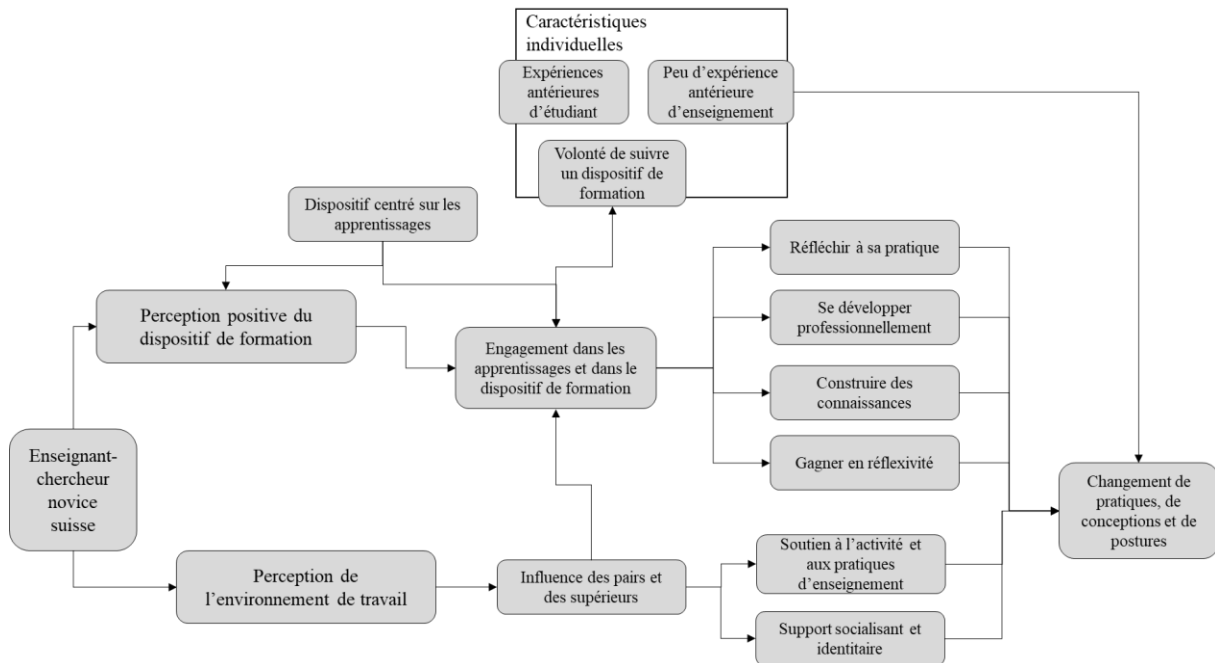 Caractéristiques
individuelles
Expériences
antérieures
d'étudiant
Peu d'expérience
antérieure
d'enseignement
Volonté de suivre
un dispositif de
formation
Dispositif centré sur les
apprentissages
Perception positive du
dispositif de formation
Engagement dans les
apprentissages et dans le
dispositif de formation
Réfléchir à sa pratique
Se développer
professionnellement
Construire des
connaissances
Gagner en réflexivité
Enseignant-
chercheur
novice
suisse
Perception de
l'environnement de travail
Influence des pairs et
des supérieurs
Soutien à l'activité et
aux pratiques
d'enseignement
Support socialisant et
identitaire
Changement de
pratiques, de
conceptions et de
postures